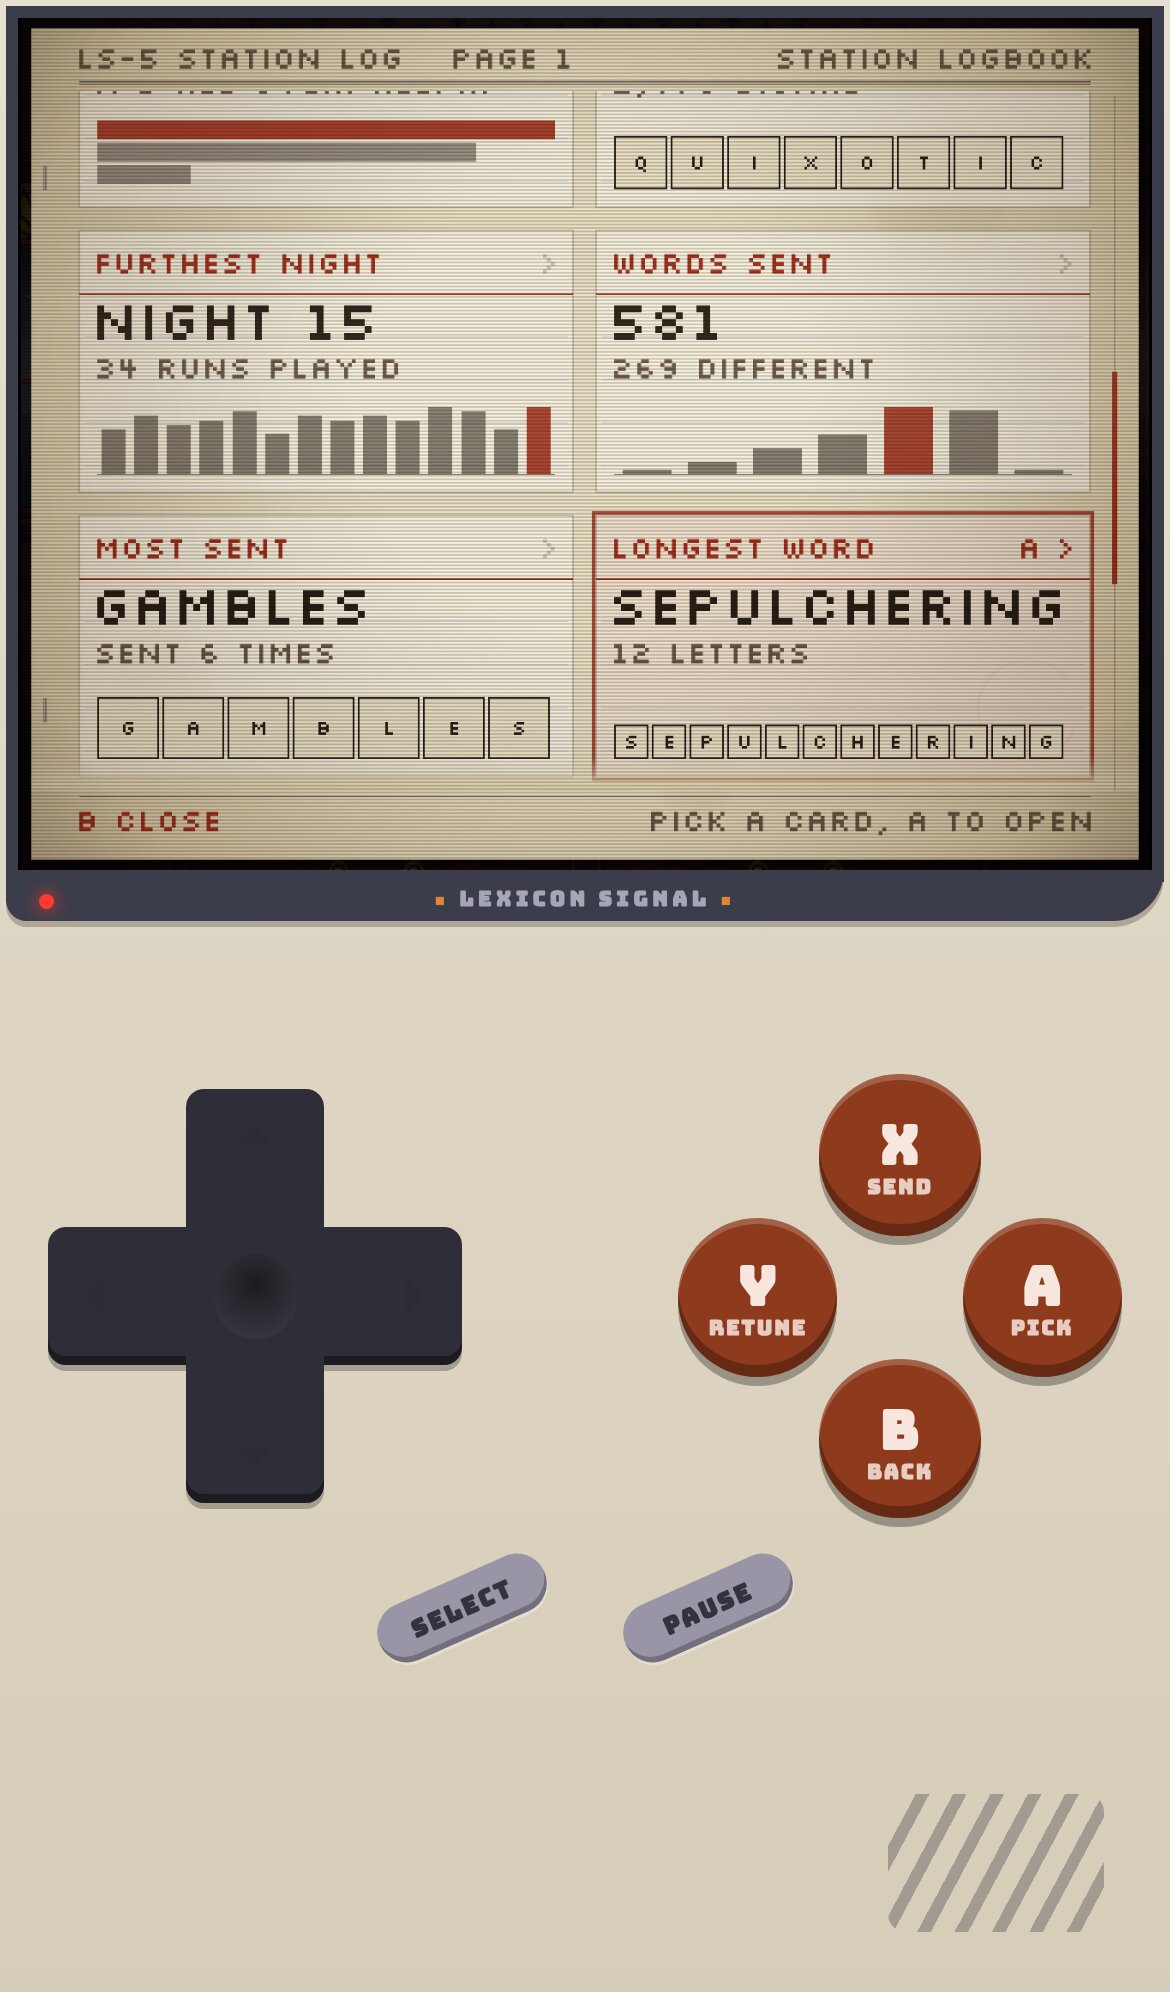 LS-5 STATION LOG PAGE 1 STATION LOGBOOK
Q U I X O T I C
FURTHEST NIGHT >
NIGHT 15
34 RUNS PLAYED
WORDS SENT >
581
269 DIFFERENT
MOST SENT >
GAMBLES
SENT 6 TIMES
G A M B L E S
LONGEST WORD A >
SEPULCHERING
12 LETTERS
S E P U L C H E R I N G
B CLOSE PICK A CARD, A TO OPEN
LEXICON SIGNAL
X
SEND
Y
RETUNE
A
PICK
B
BACK
SELECT
PAUSE